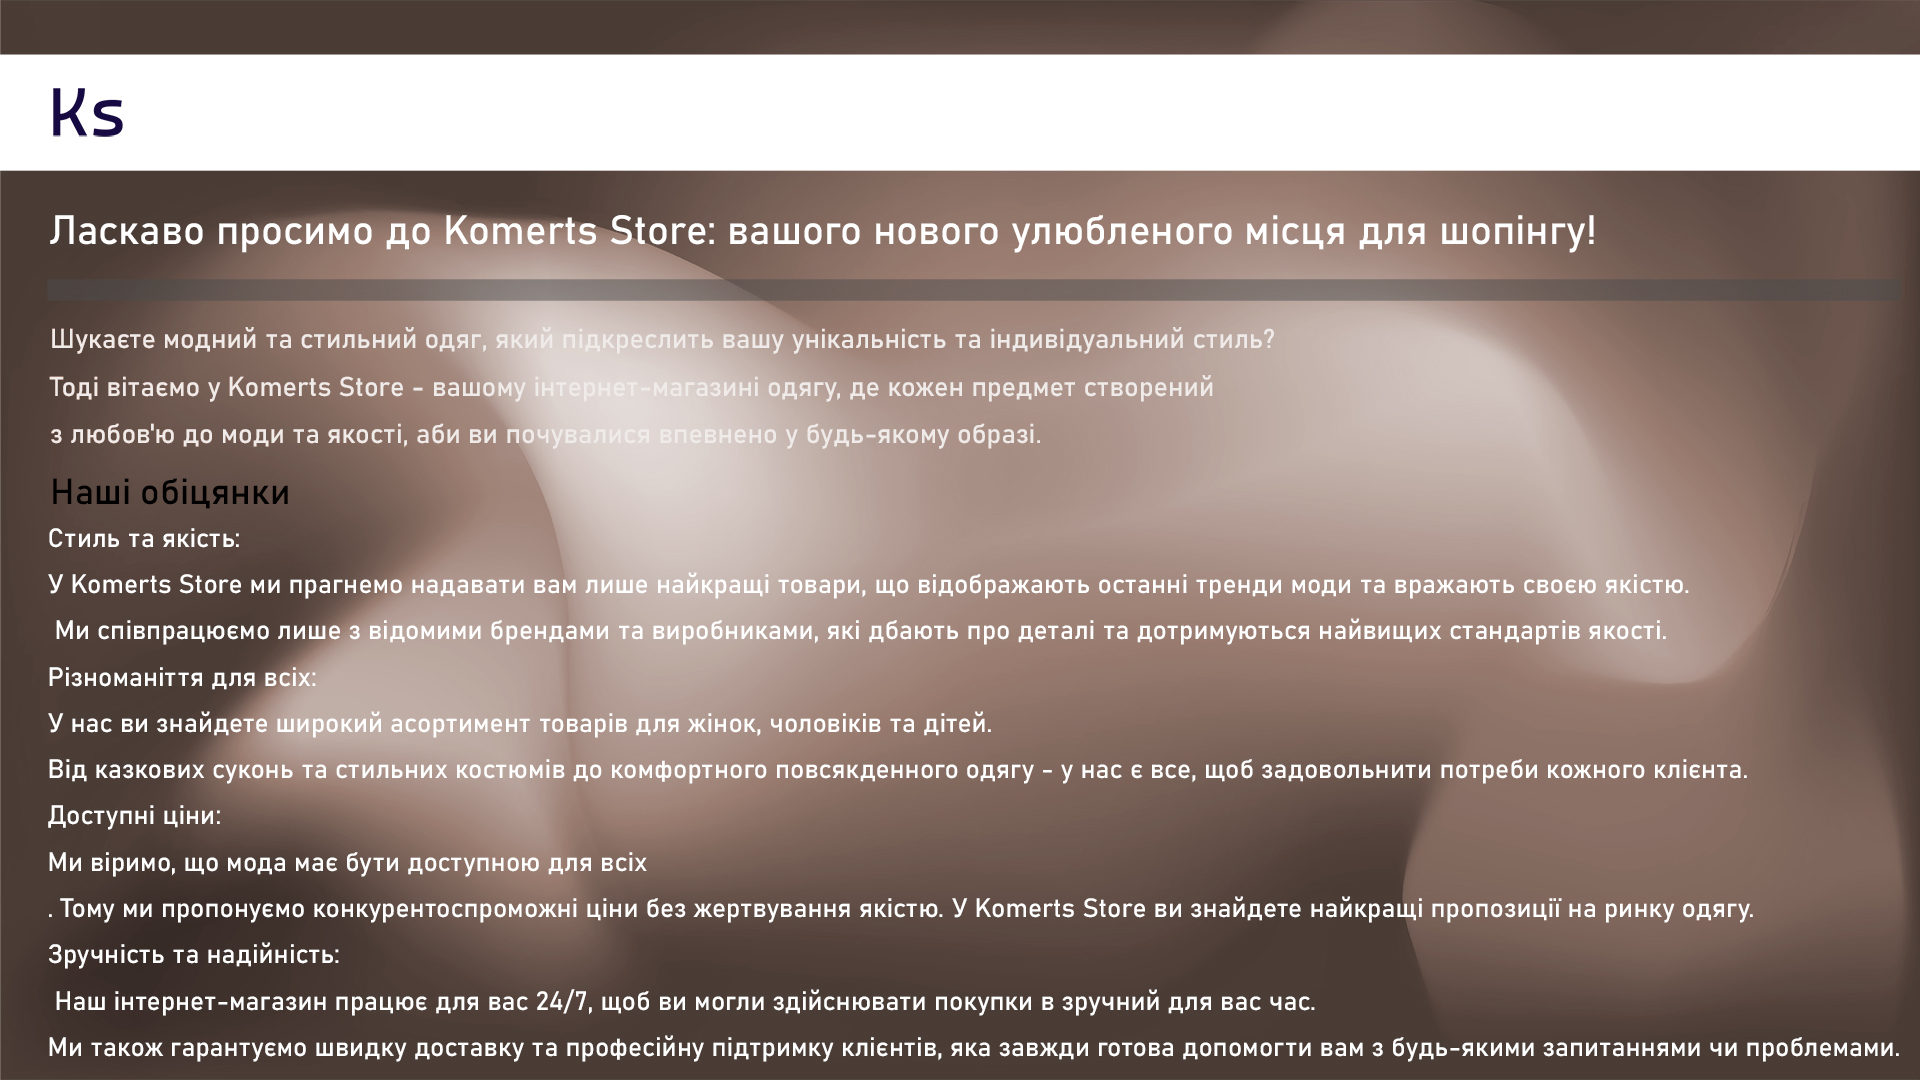 Ks
Ласкаво просимо до Komerts Store: вашого нового улюбленого місця для шопінгу!
Шукаєте модний та стильний одяг, який підкреслить вашу унікальність та індивідуальний стиль?
Тоді вітаємо у Komerts Store - вашому інтернет-магазині одягу, де кожен предмет створений
з любов'ю до моди та якості, аби ви почувалися впевнено у будь-якому образі.
Наші обіцянки
Стиль та якість:
У Komerts Store ми прагнемо надавати вам лише найкращі товари, що відображають останні тренди моди та вражають своєю якістю.
Ми співпрацюємо лише з відомими брендами та виробниками, які дбають про деталі та дотримуються найвищих стандартів якості.
Різноманіття для всіх:
У нас ви знайдете широкий асортимент товарів для жінок, чоловіків та дітей.
Від казкових суконь та стильних костюмів до комфортного повсякденного одягу - у нас є все, щоб задовольнити потреби кожного клієнта.
Доступні ціни:
Ми віримо, що мода має бути доступною для всіх
. Тому ми пропонуємо конкурентоспроможні ціни без жертвування якістю. У Komerts Store ви знайдете найкращі пропозиції на ринку одягу.
Зручність та надійність:
Наш інтернет-магазин працює для вас 24/7, щоб ви могли здійснювати покупки в зручний для вас час.
Ми також гарантуємо швидку доставку та професійну підтримку клієнтів, яка завжди готова допомогти вам з будь-якими запитаннями чи проблемами.